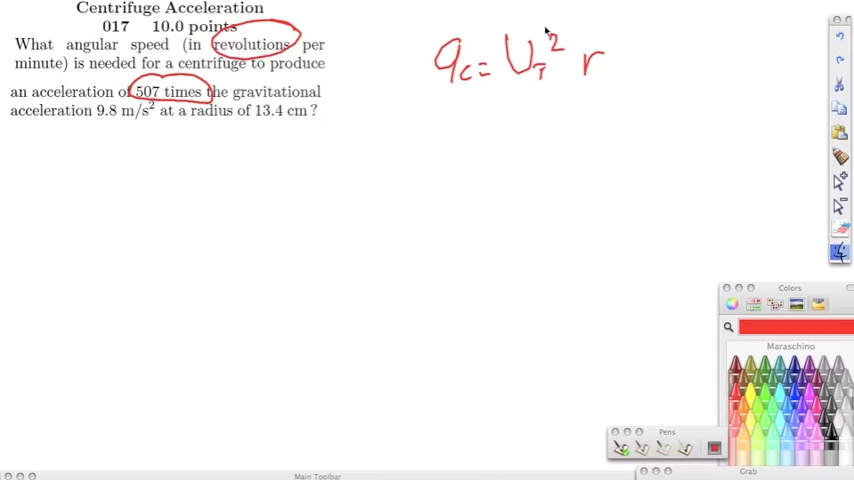 Centrifuge Acceleration
017 10.0 points
What angular speed (in revolutions per
minute) is needed for a centrifuge to produce
an acceleration of 507 times the gravitational
acceleration 9.8 m/s² at a radius of 13.4 cm ?
ac = VT² r
Colors
Maraschino
Pens
Grab
Main Toolbar